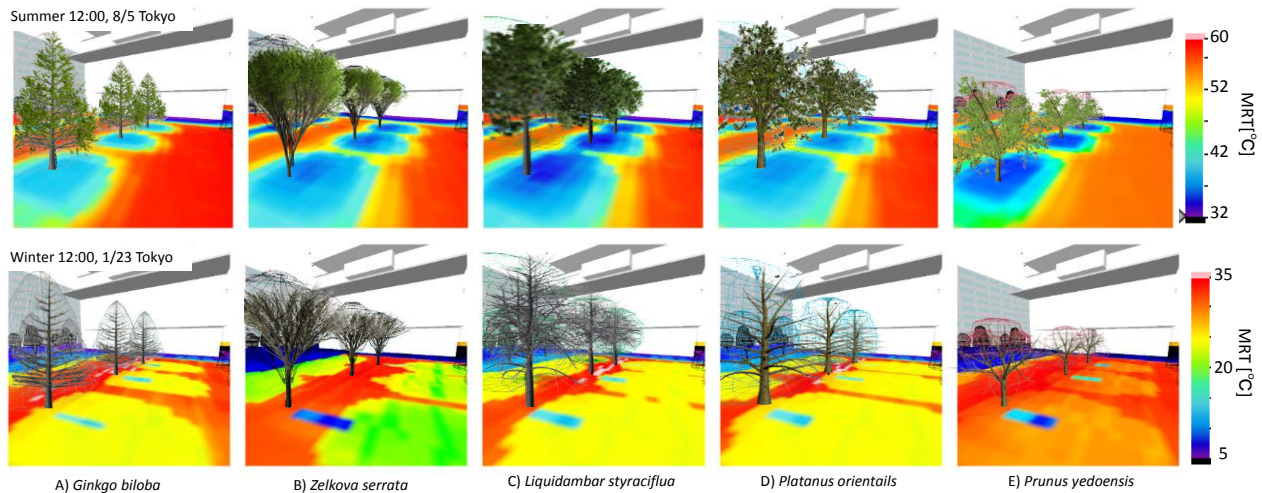 Summer 12:00, 8/5 Tokyo
60
52
42
32
MRT[°C]
Winter 12:00, 1/23 Tokyo
35
20
5
MRT [°C]
A) Ginkgo biloba
B) Zelkova serrata
C) Liquidambar styraciflua
D) Platanus orientails
E) Prunus yedoensis